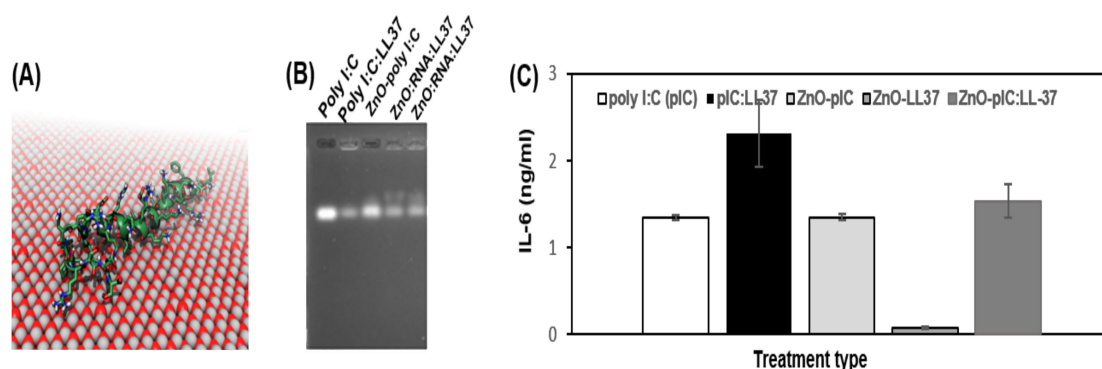 (A)
(B)
Poly I:C
Poly I:C:LL37
ZnO-poly I:C
ZnO:RNA:LL37
ZnO:RNA:LL37
(C)
3
2
1
0
IL-6 (ng/ml)
poly I:C (pIC) pIC:LL37 ZnO-pIC ZnO-LL37 ZnO-pIC:LL-37
Treatment type